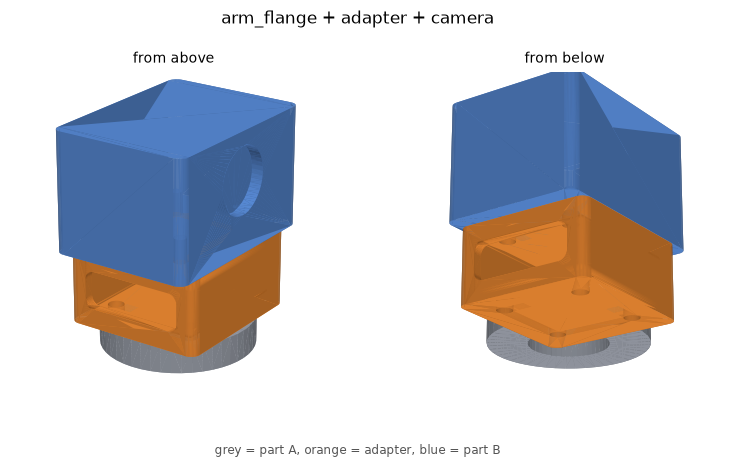 arm_flange + adapter + camera
from above
from below
grey = part A, orange = adapter, blue = part B